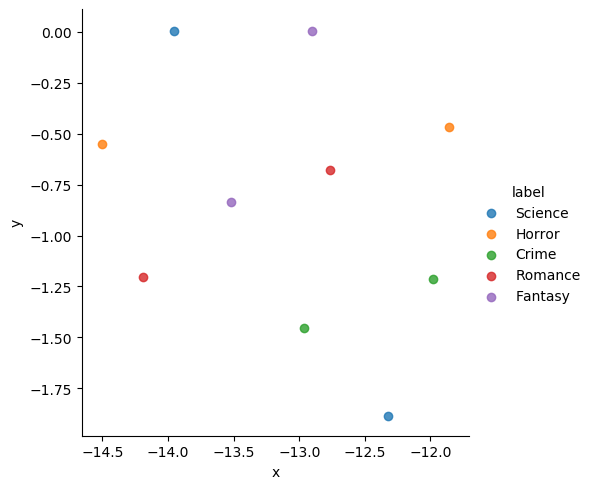 0.00
−0.25
−0.50
−0.75
−1.00
−1.25
−1.50
−1.75
y
−14.5
−14.0
−13.5
−13.0
−12.5
−12.0
x
label
Science
Horror
Crime
Romance
Fantasy